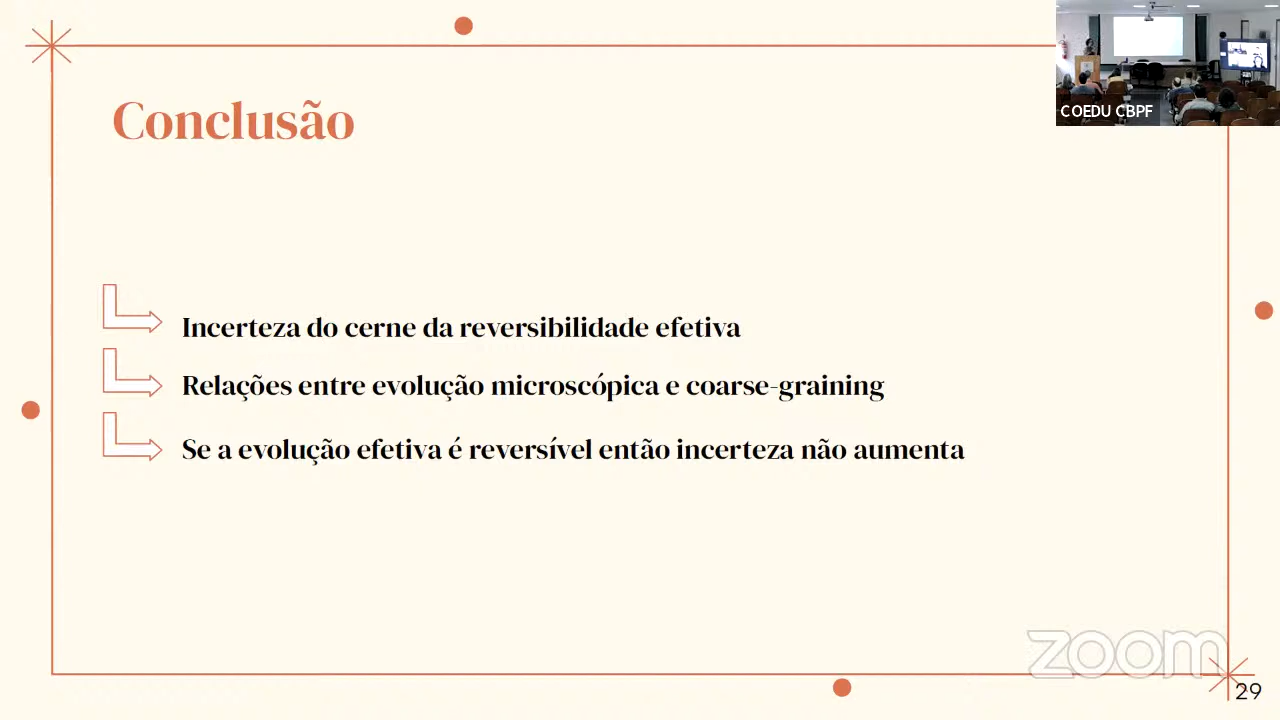 COEDU CBPF
Conclusão
Incerteza do cerne da reversibilidade efetiva
Relações entre evolução microscópica e coarse-graining
Se a evolução efetiva é reversível então incerteza não aumenta
zoom
29